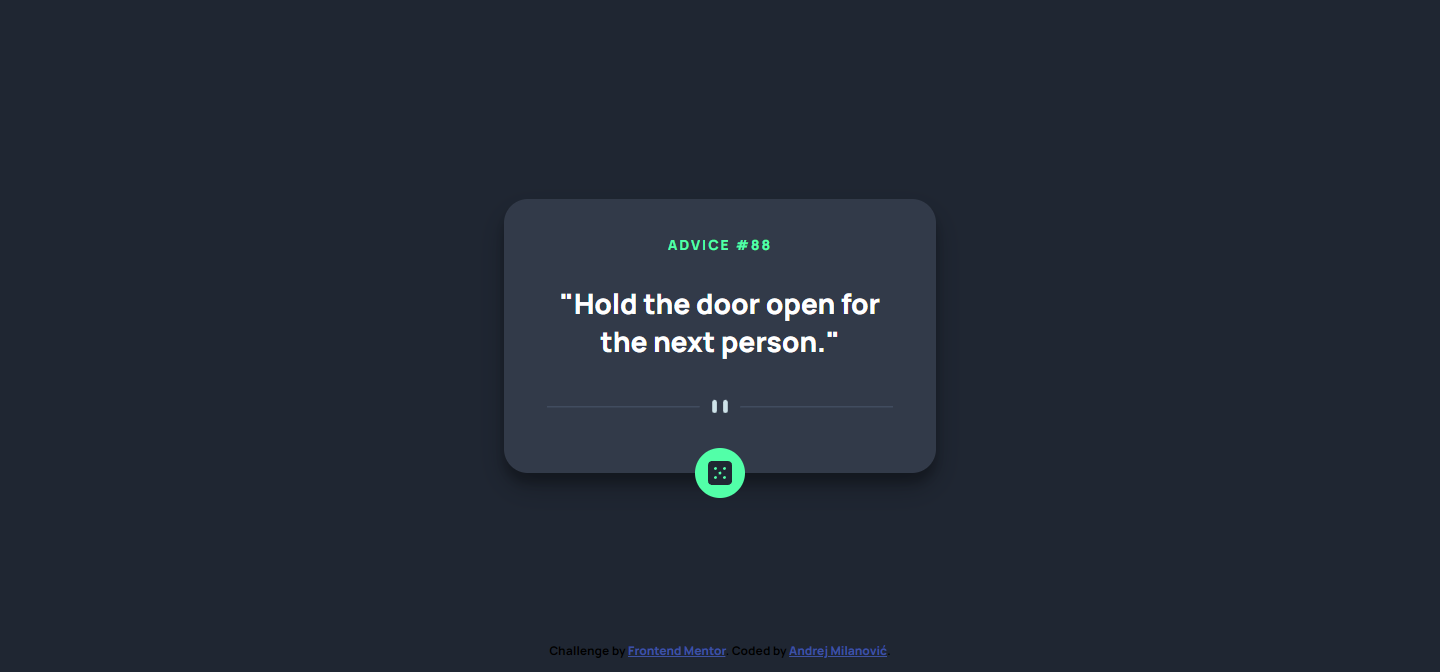 ADVICE #88
"Hold the door open for
the next person."
Challenge by Frontend Mentor. Coded by Andrej Milanović.